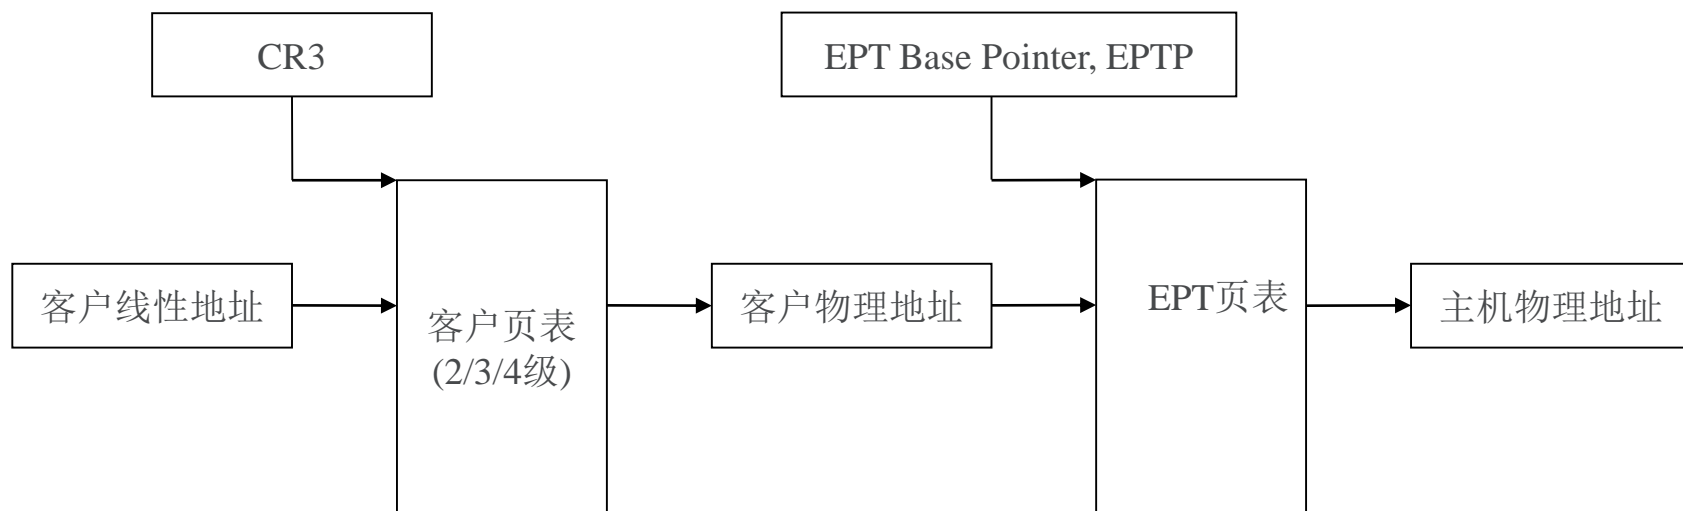 CR3
EPT Base Pointer, EPTP
客户线性地址
客户页表
(2/3/4级)
客户物理地址
EPT页表
主机物理地址